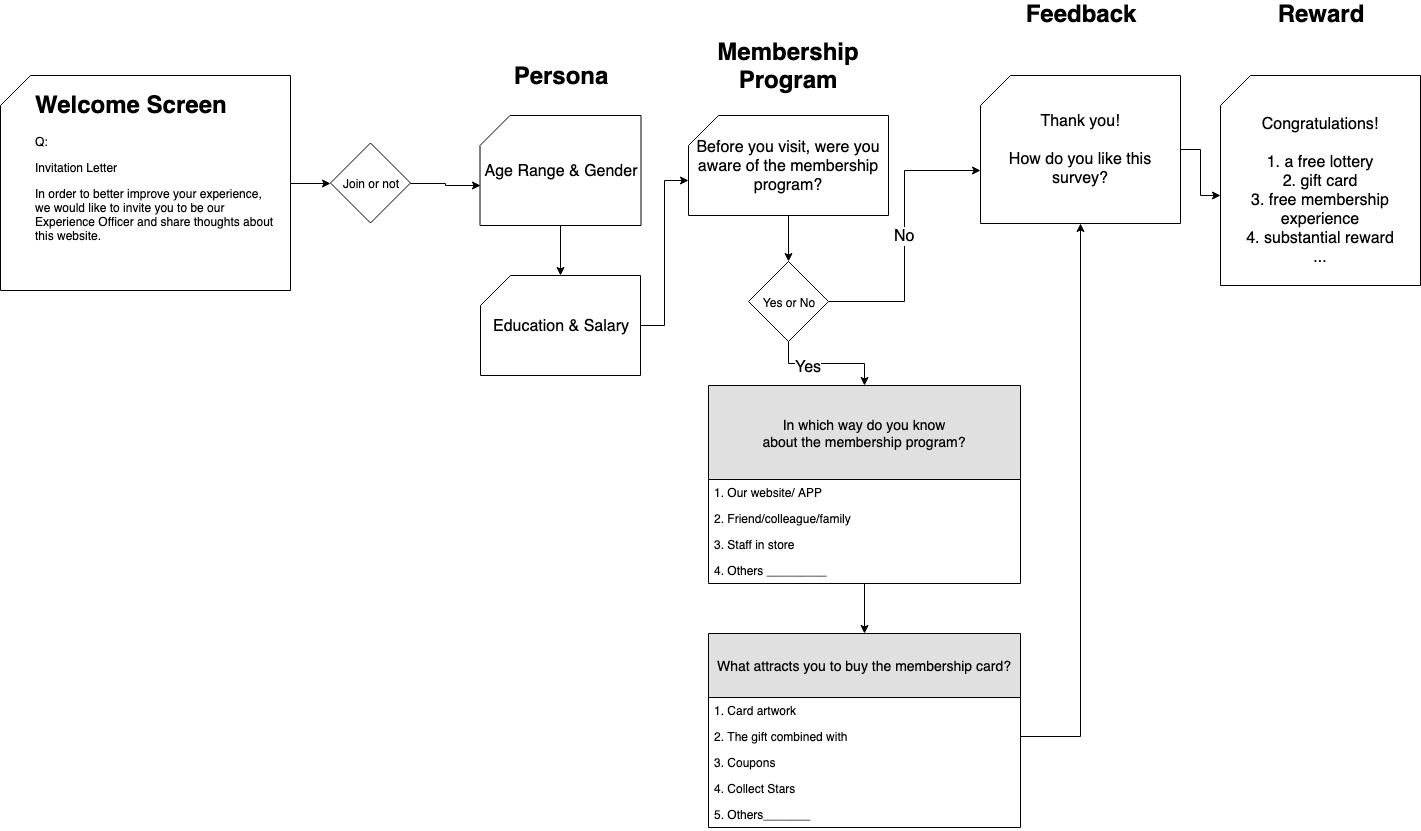 Feedback
Reward
Membership
Program
Persona
Welcome Screen
Q:
Invitation Letter
In order to better improve your experience,
we would like to invite you to be our
Experience Officer and share thoughts about
this website.
Join or not
Age Range & Gender
Education & Salary
Before you visit, were you
aware of the membership
program?
Yes or No
No
Yes
In which way do you know
about the membership program?
1. Our website/ APP
2. Friend/colleague/family
3. Staff in store
4. Others _________
What attracts you to buy the membership card?
1. Card artwork
2. The gift combined with
3. Coupons
4. Collect Stars
5. Others_______
Thank you!
How do you like this
survey?
Congratulations!
1. a free lottery
2. gift card
3. free membership
experience
4. substantial reward
...